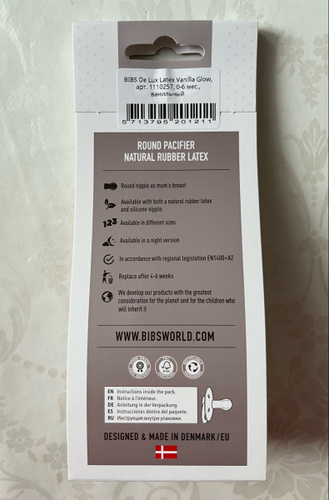 BIBS De Lux Latex Vanilla Glow,
арт. 1110257, 0-6 мес.,
ванильный
5 713795 201211
ROUND PACIFIER
NATURAL RUBBER LATEX
Round nipple as mum's breast
Available with both a natural rubber latex
and silicone nipple.
123
Available in different sizes
Available in a night version
In accordance with regional legislation EN1400+A2
Replace after 4-6 weeks
We develop our products with the greatest
consideration for the planet and for the children who
will inherit it
WWW.BIBSWORLD.COM
EN Instructions inside the pack.
FR Notice à l'intérieur.
DE Anleitung in der Verpackung.
ES Instrucciones dentro del paquete.
RU Инструкция внутри упаковки.
DESIGNED & MADE IN DENMARK/EU